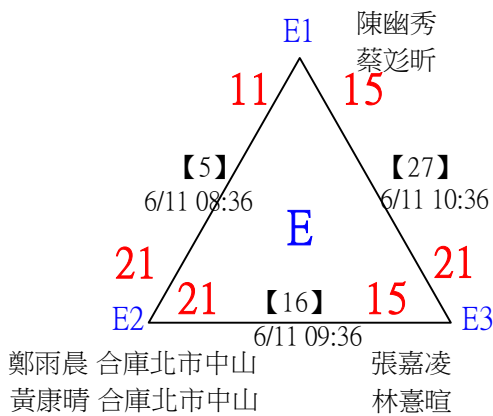 E1
陳幽秀
蔡彣昕
11
15
【5】
6/11 08:36
【27】
6/11 10:36
E
21
21
E2
21
【16】
15
E3
6/11 09:36
鄭雨晨 合庫北市中山
黃康晴 合庫北市中山
張嘉凌
林憙暄